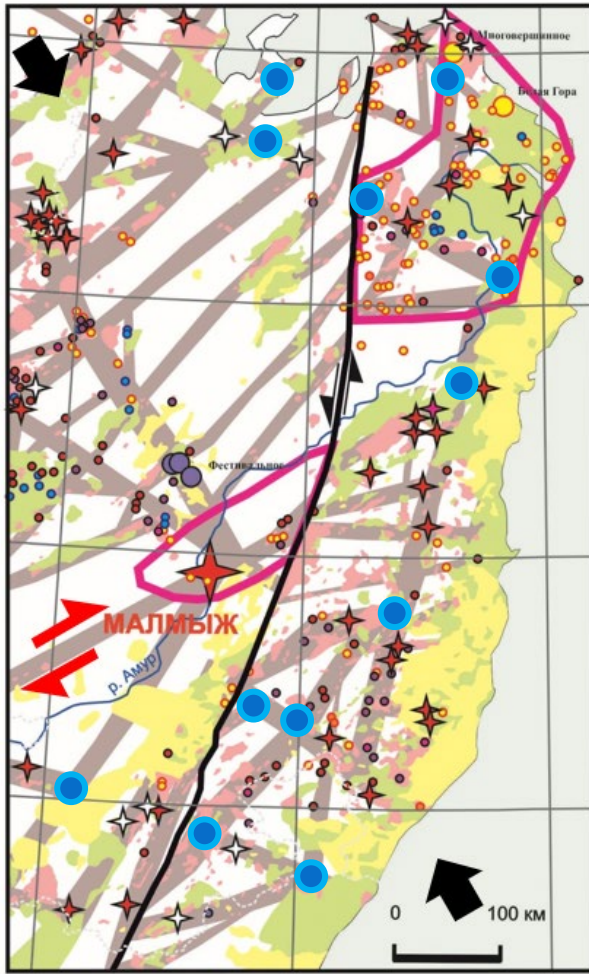 Многовершинное
Белая Гора
Фестивальное
МАЛМЫЖ
р. Амур
0 100 км